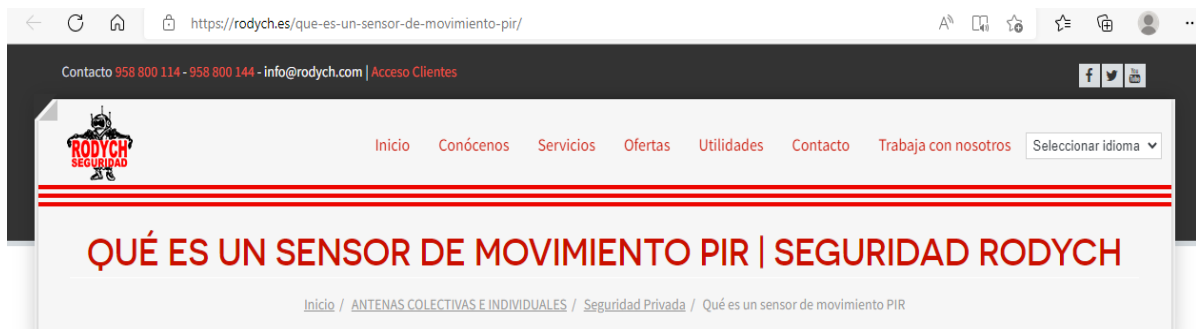 https://rodych.es/que-es-un-sensor-de-movimiento-pir/
Contacto 958 800 114 - 958 800 144 - info@rodych.com | Acceso Clientes
RODYCH
SEGURIDAD
Inicio Conócenos Servicios Ofertas Utilidades Contacto Trabaja con nosotros Seleccionar idioma
QUÉ ES UN SENSOR DE MOVIMIENTO PIR | SEGURIDAD RODYCH
Inicio / ANTENAS COLECTIVAS E INDIVIDUALES / Seguridad Privada / Qué es un sensor de movimiento PIR